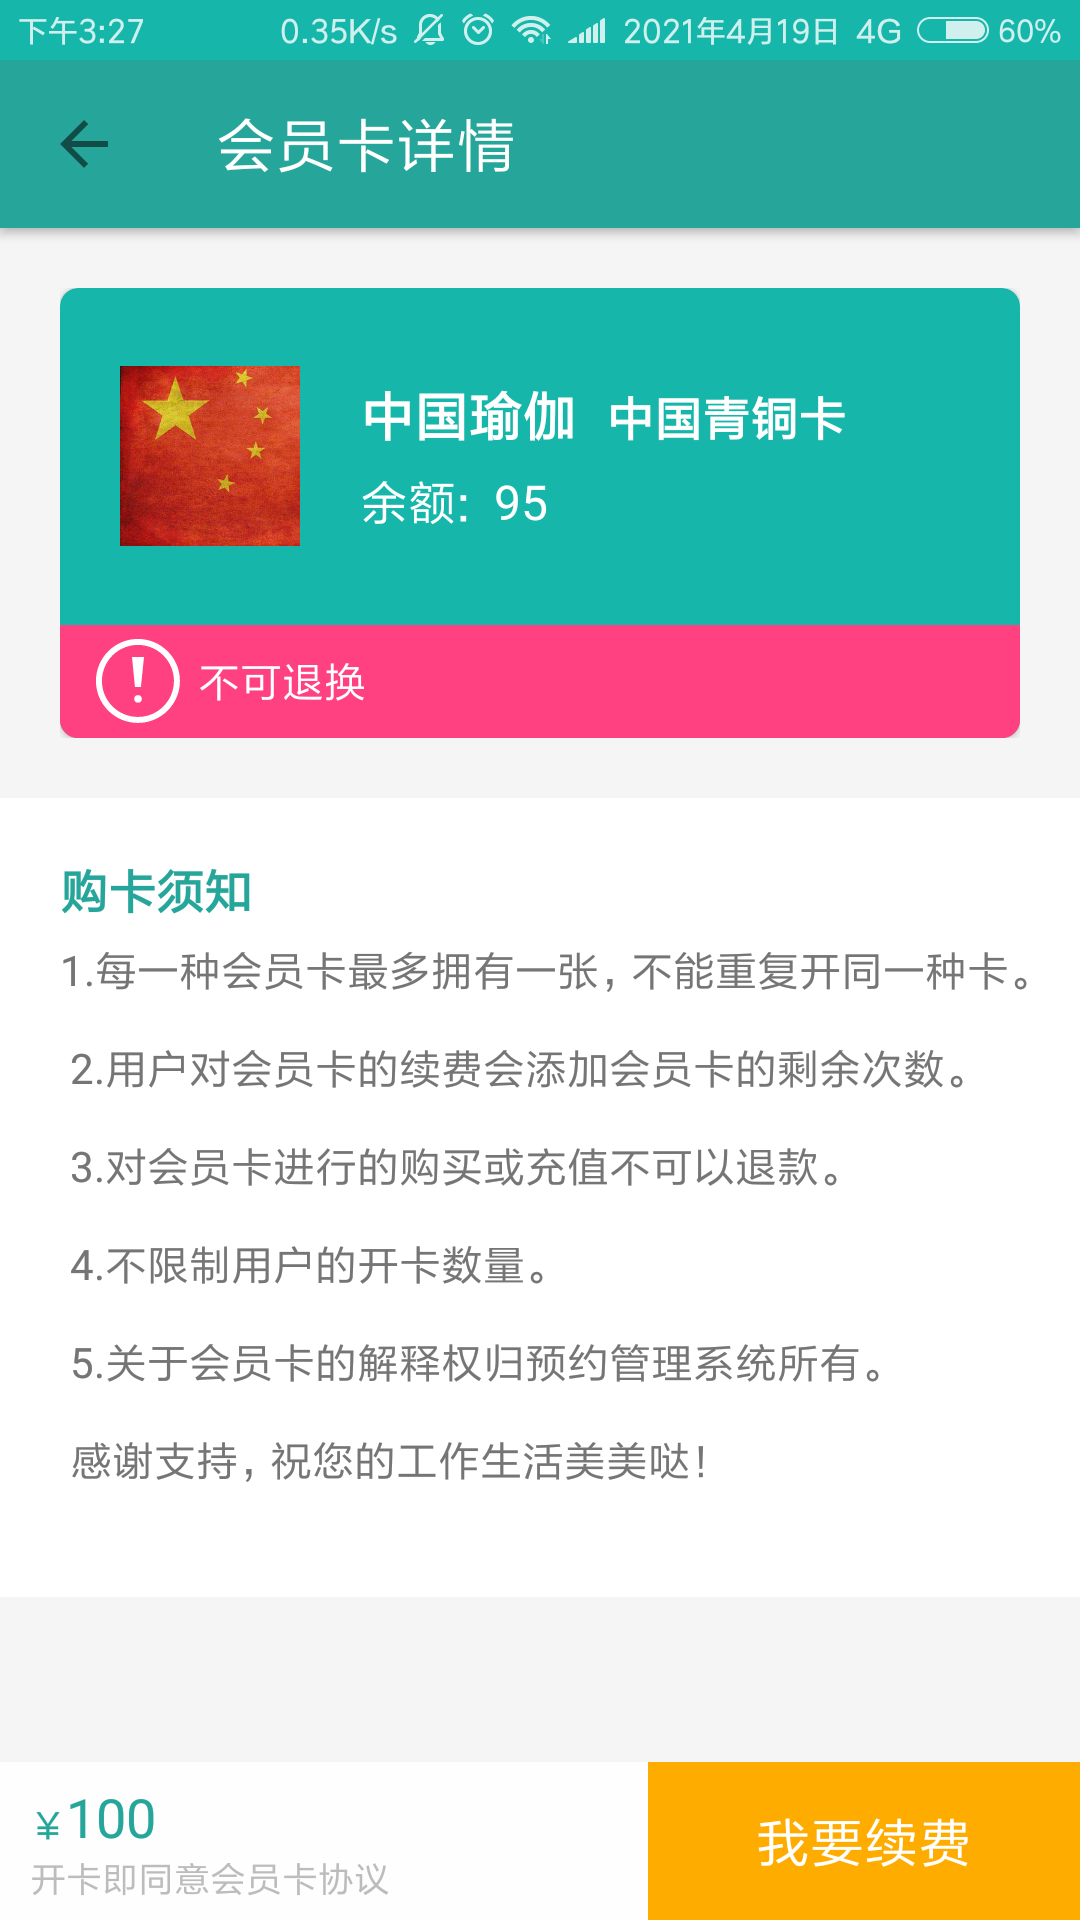 下午3:27 0.35K/s 2021年4月19日 4G 60%
会员卡详情
中国瑜伽 中国青铜卡
余额: 95
! 不可退换
购卡须知
1.每一种会员卡最多拥有一张, 不能重复开同一种卡。
2.用户对会员卡的续费会添加会员卡的剩余次数。
3.对会员卡进行的购买或充值不可以退款。
4.不限制用户的开卡数量。
5.关于会员卡的解释权归预约管理系统所有。
感谢支持, 祝您的工作生活美美哒!
¥100
开卡即同意会员卡协议
我要续费